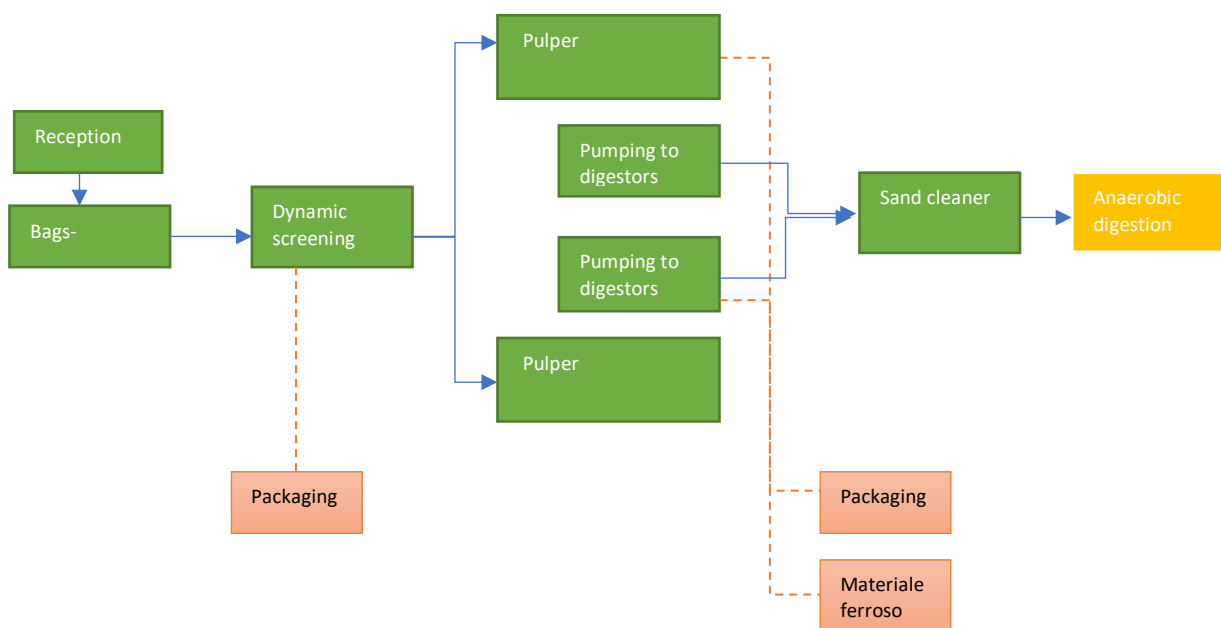 Pulper
Reception
Pumping to
digestors
Dynamic
screening
Sand cleaner
Anaerobic
digestion
Bags-
Pumping to
digestors
Pulper
Packaging
Packaging
Materiale
ferroso